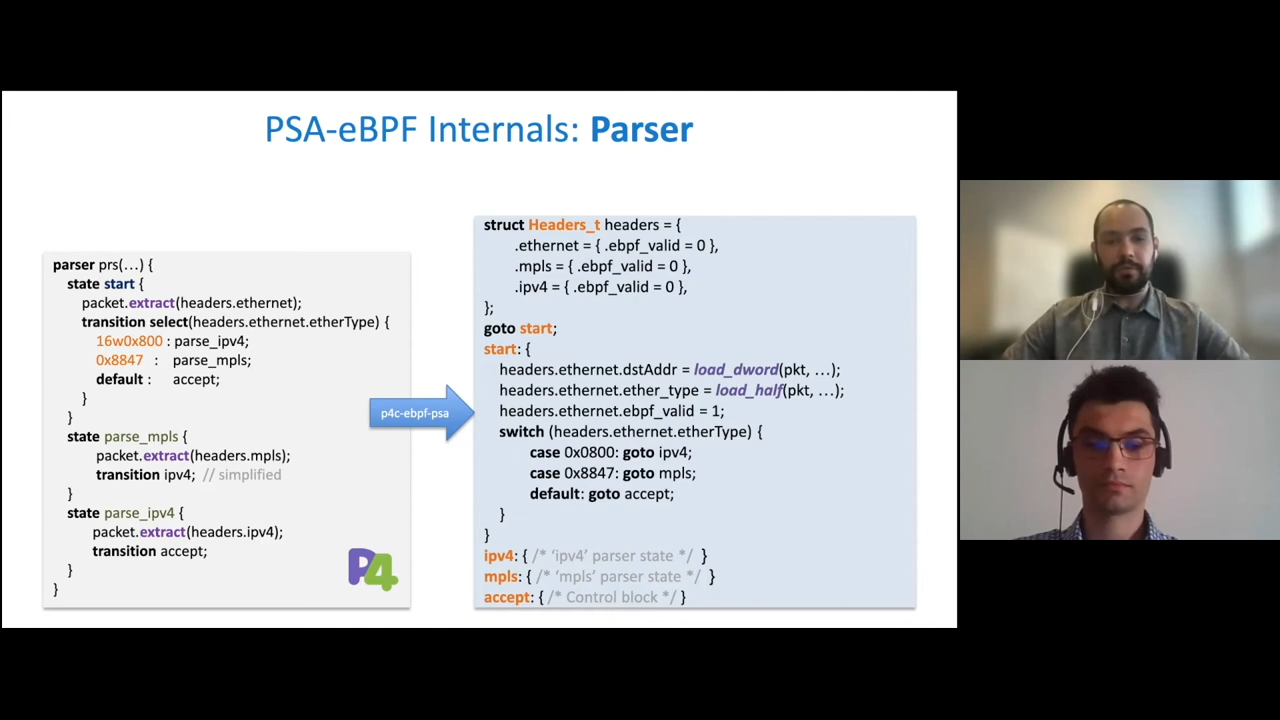 PSA-eBPF Internals: Parser
parser prs(...) {
state start {
packet.extract(headers.ethernet);
transition select(headers.ethernet.etherType) {
16w0x800 : parse_ipv4;
0x8847 : parse_mpls;
default : accept;
}
}
state parse_mpls {
packet.extract(headers.mpls);
transition ipv4; // simplified
}
state parse_ipv4 {
packet.extract(headers.ipv4);
transition accept;
}
}
P4
p4c-ebpf-psa
struct Headers_t headers = {
.ethernet = { .ebpf_valid = 0 },
.mpls = { .ebpf_valid = 0 },
.ipv4 = { .ebpf_valid = 0 },
};
goto start;
start: {
headers.ethernet.dstAddr = load_dword(pkt, ...);
headers.ethernet.ether_type = load_half(pkt, ...);
headers.ethernet.ebpf_valid = 1;
switch (headers.ethernet.etherType) {
case 0x0800: goto ipv4;
case 0x8847: goto mpls;
default: goto accept;
}
}
ipv4: { /* ‘ipv4’ parser state */ }
mpls: { /* ‘mpls’ parser state */ }
accept: { /* Control block */ }